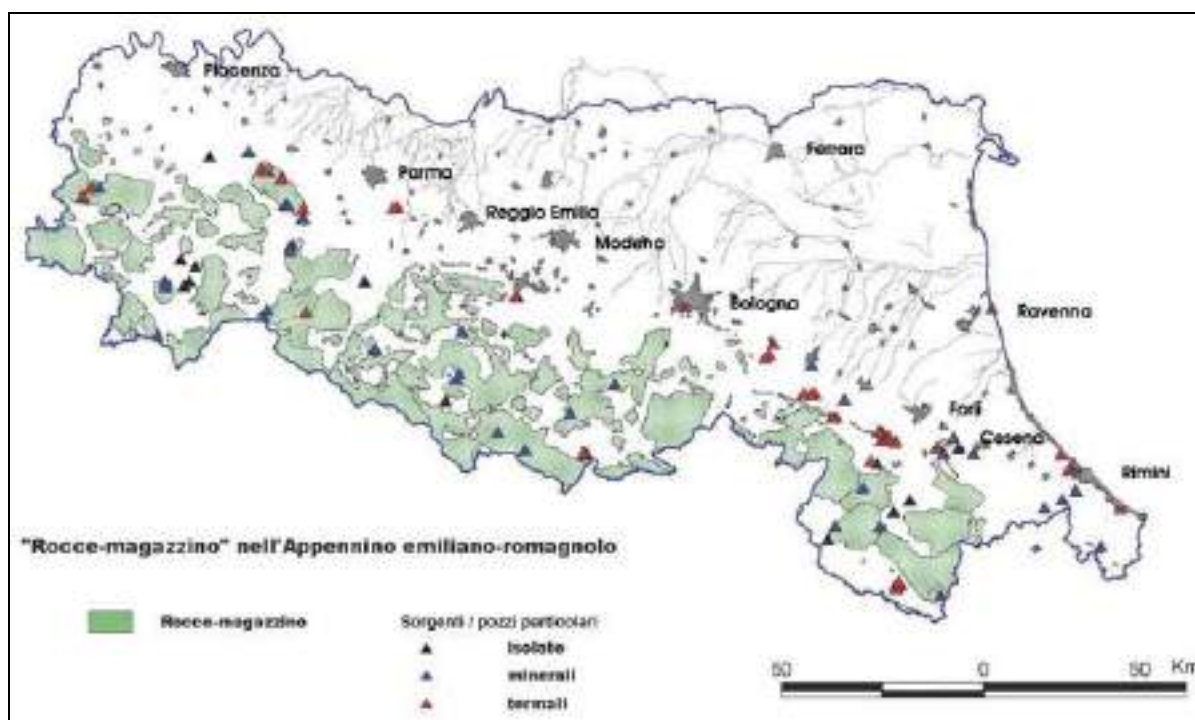 Piacenza
Parma
Reggio Emilia
Modena
Ferrara
Bologna
Ravenna
Forlì
Cesena
Rimini
"Rocce-magazzino" nell'Appennino emiliano-romagnolo
Rocce-magazzino
Sorgenti / pozzi particolari
isolate
minerali
termali
50 0 50 Km